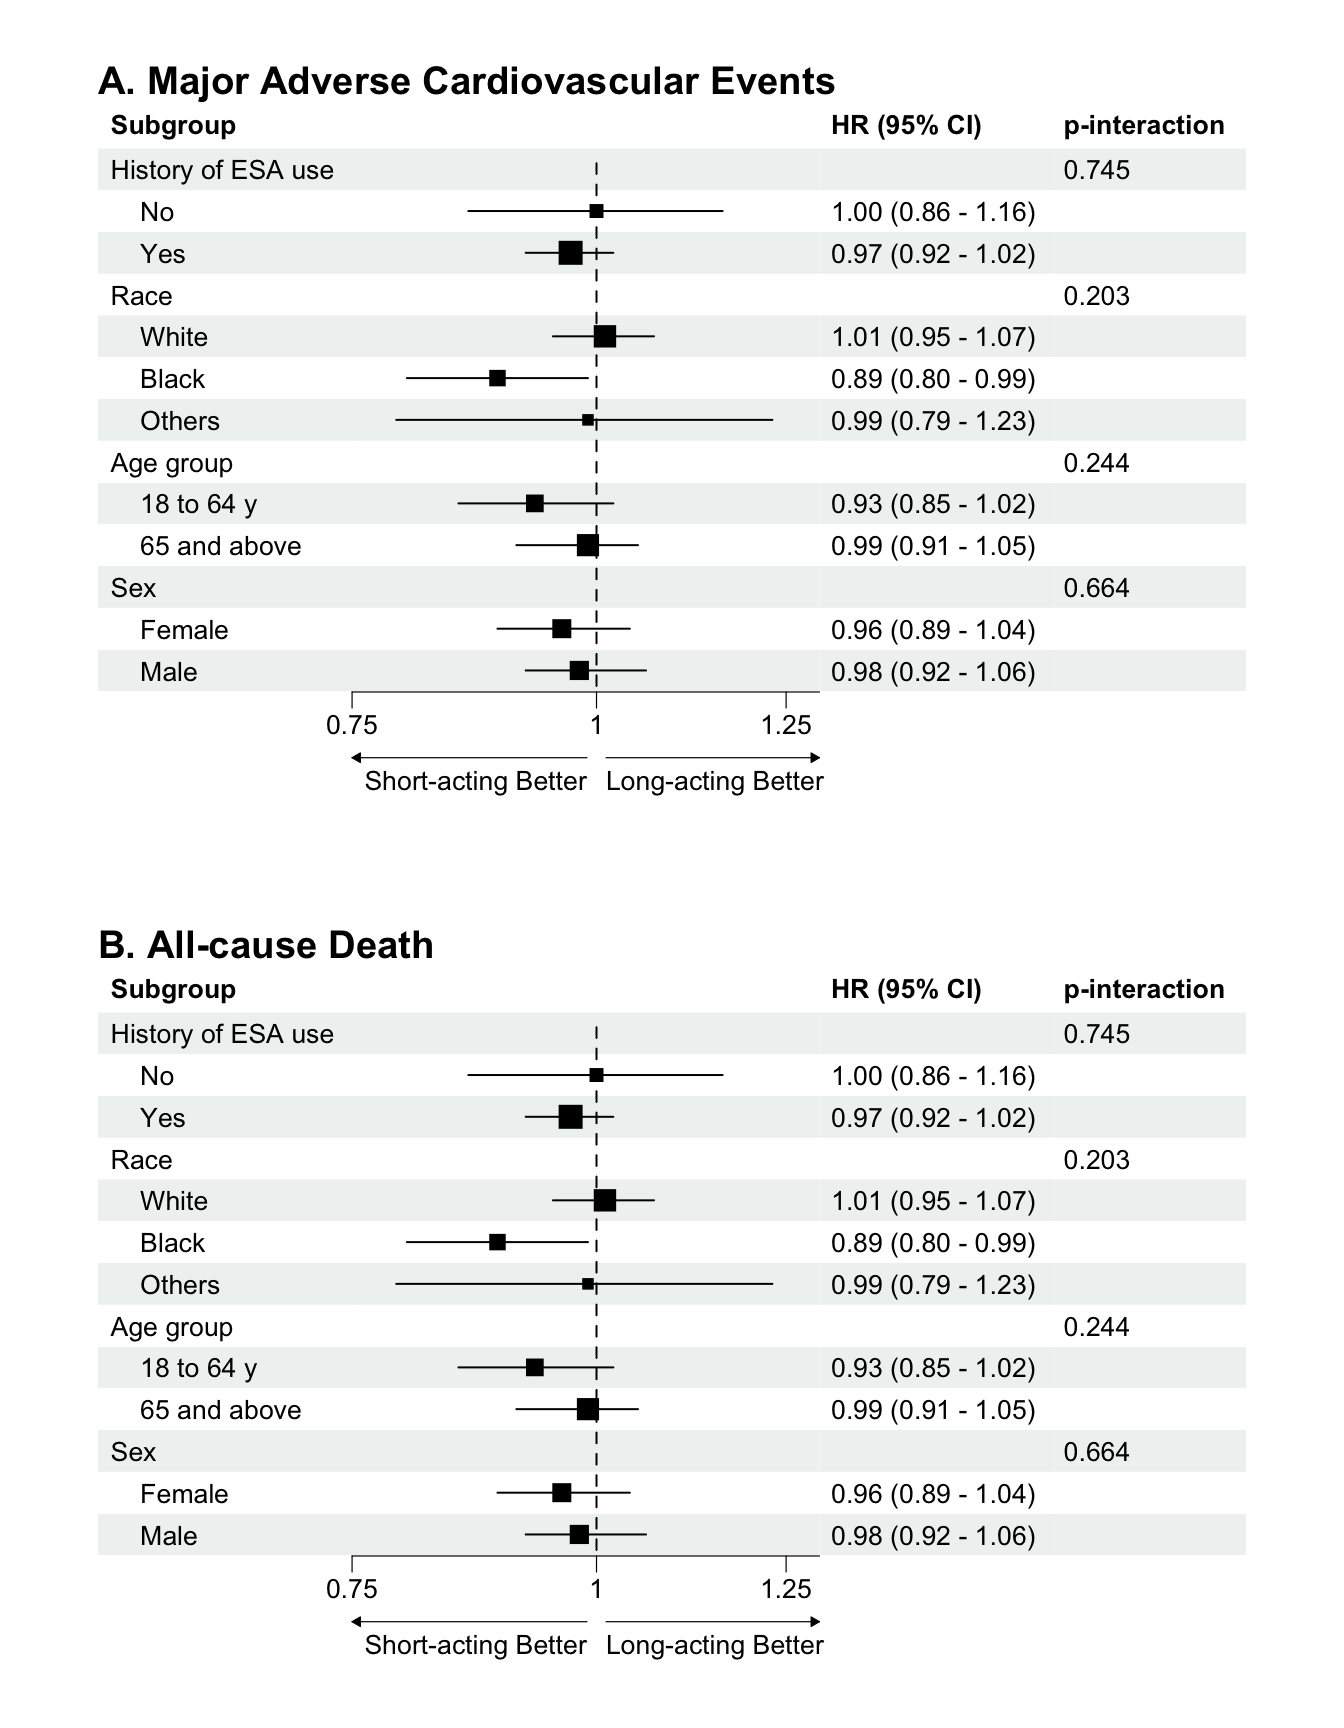 A. Major Adverse Cardiovascular Events
Subgroup HR (95% CI) p-interaction
History of ESA use 0.745
No 1.00 (0.86 - 1.16)
Yes 0.97 (0.92 - 1.02)
Race 0.203
White 1.01 (0.95 - 1.07)
Black 0.89 (0.80 - 0.99)
Others 0.99 (0.79 - 1.23)
Age group 0.244
18 to 64 y 0.93 (0.85 - 1.02)
65 and above 0.99 (0.91 - 1.05)
Sex 0.664
Female 0.96 (0.89 - 1.04)
Male 0.98 (0.92 - 1.06)
0.75 1 1.25
Short-acting Better Long-acting Better
B. All-cause Death
Subgroup HR (95% CI) p-interaction
History of ESA use 0.745
No 1.00 (0.86 - 1.16)
Yes 0.97 (0.92 - 1.02)
Race 0.203
White 1.01 (0.95 - 1.07)
Black 0.89 (0.80 - 0.99)
Others 0.99 (0.79 - 1.23)
Age group 0.244
18 to 64 y 0.93 (0.85 - 1.02)
65 and above 0.99 (0.91 - 1.05)
Sex 0.664
Female 0.96 (0.89 - 1.04)
Male 0.98 (0.92 - 1.06)
0.75 1 1.25
Short-acting Better Long-acting Better